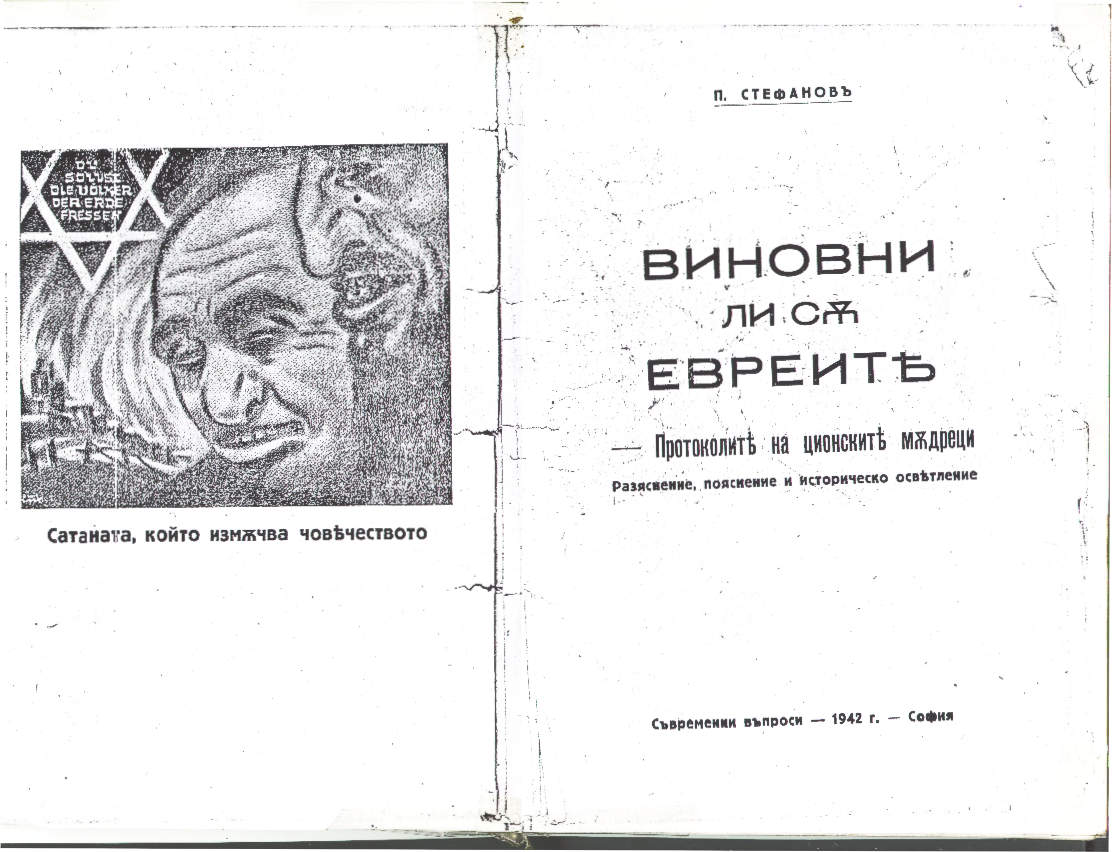 DU
SOLLST
DIE VÖLKER
DER ERDE
FRESSEN
Сатаната, който измѫчва човѣчеството
П. СТЕФАНОВЪ
ВИНОВНИ
ЛИ СѪ
ЕВРЕИТѢ
— Протоколитѣ на ционскитѣ мѫдреци
Разяснение, пояснение и историческо освѣтление
Съвременни въпроси — 1942 г. — София